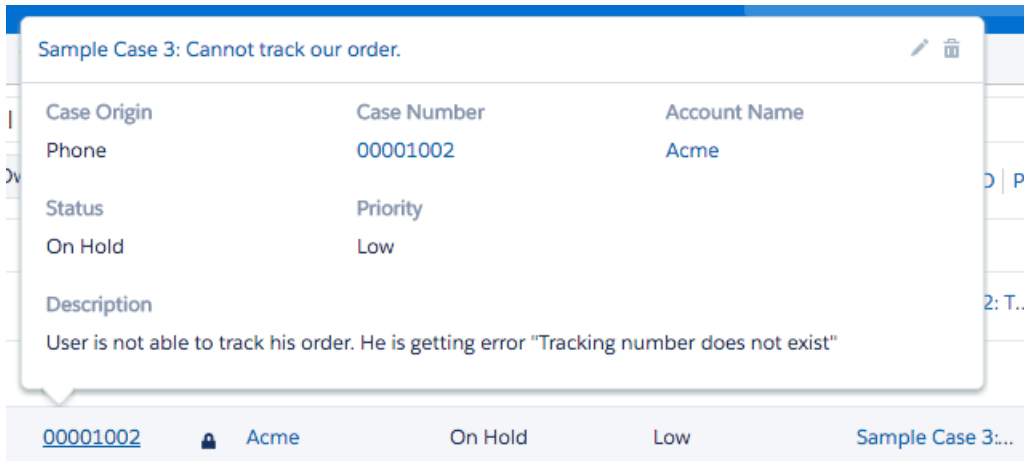 Sample Case 3: Cannot track our order.
Case Origin Case Number Account Name
Phone 00001002 Acme
Status Priority
On Hold Low
Description
User is not able to track his order. He is getting error "Tracking number does not exist"
P
2: T...
00001002 Acme On Hold Low Sample Case 3:...